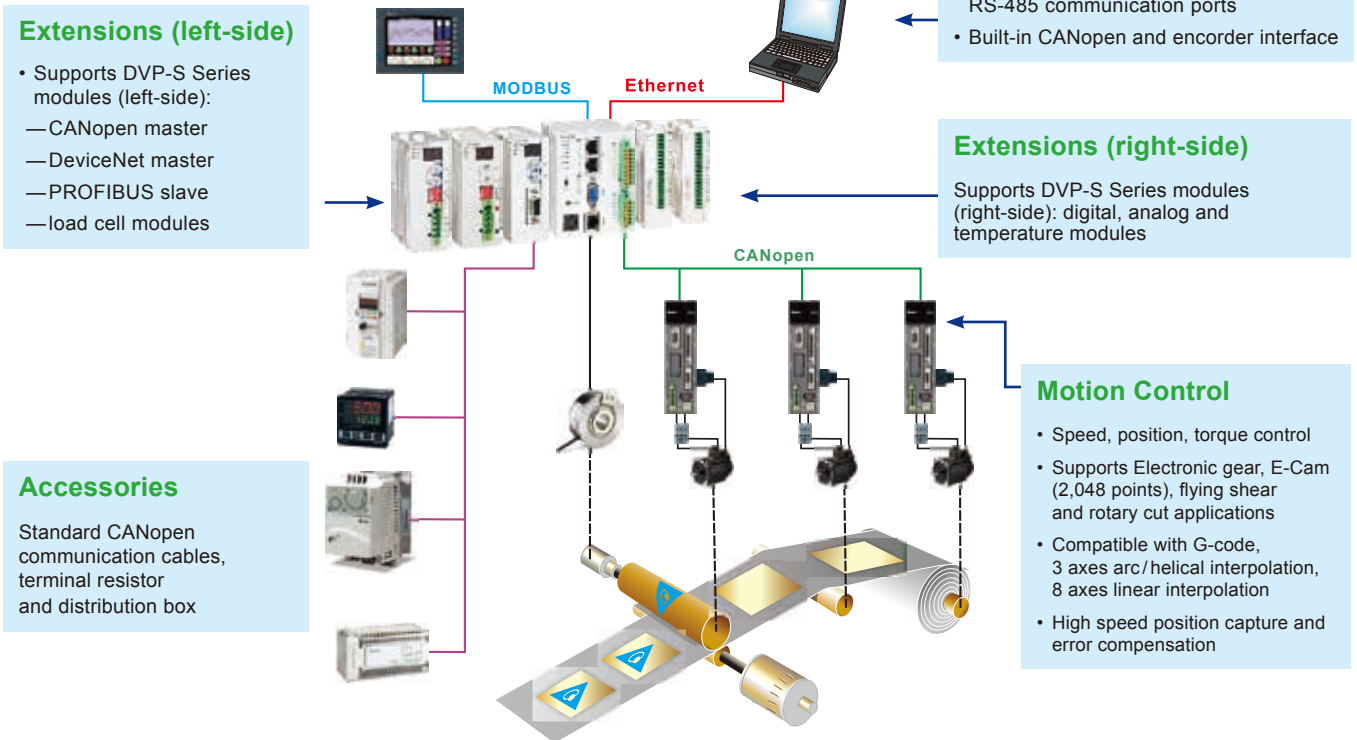 Extensions (left-side)
• Supports DVP-S Series
modules (left-side):
—CANopen master
—DeviceNet master
—PROFIBUS slave
—load cell modules
MODBUS
Ethernet
RS-485 communication ports
• Built-in CANopen and encorder interface
Extensions (right-side)
Supports DVP-S Series modules
(right-side): digital, analog and
temperature modules
CANopen
Motion Control
• Speed, position, torque control
• Supports Electronic gear, E-Cam
(2,048 points), flying shear
and rotary cut applications
• Compatible with G-code,
3 axes arc/helical interpolation,
8 axes linear interpolation
• High speed position capture and
error compensation
Accessories
Standard CANopen
communication cables,
terminal resistor
and distribution box